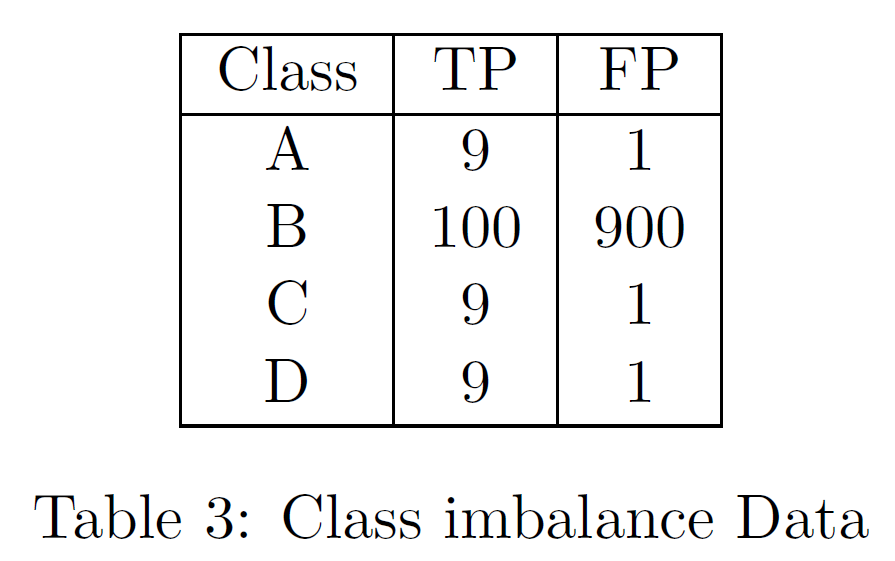 Class TP FP
A 9 1
B 100 900
C 9 1
D 9 1
Table 3: Class imbalance Data